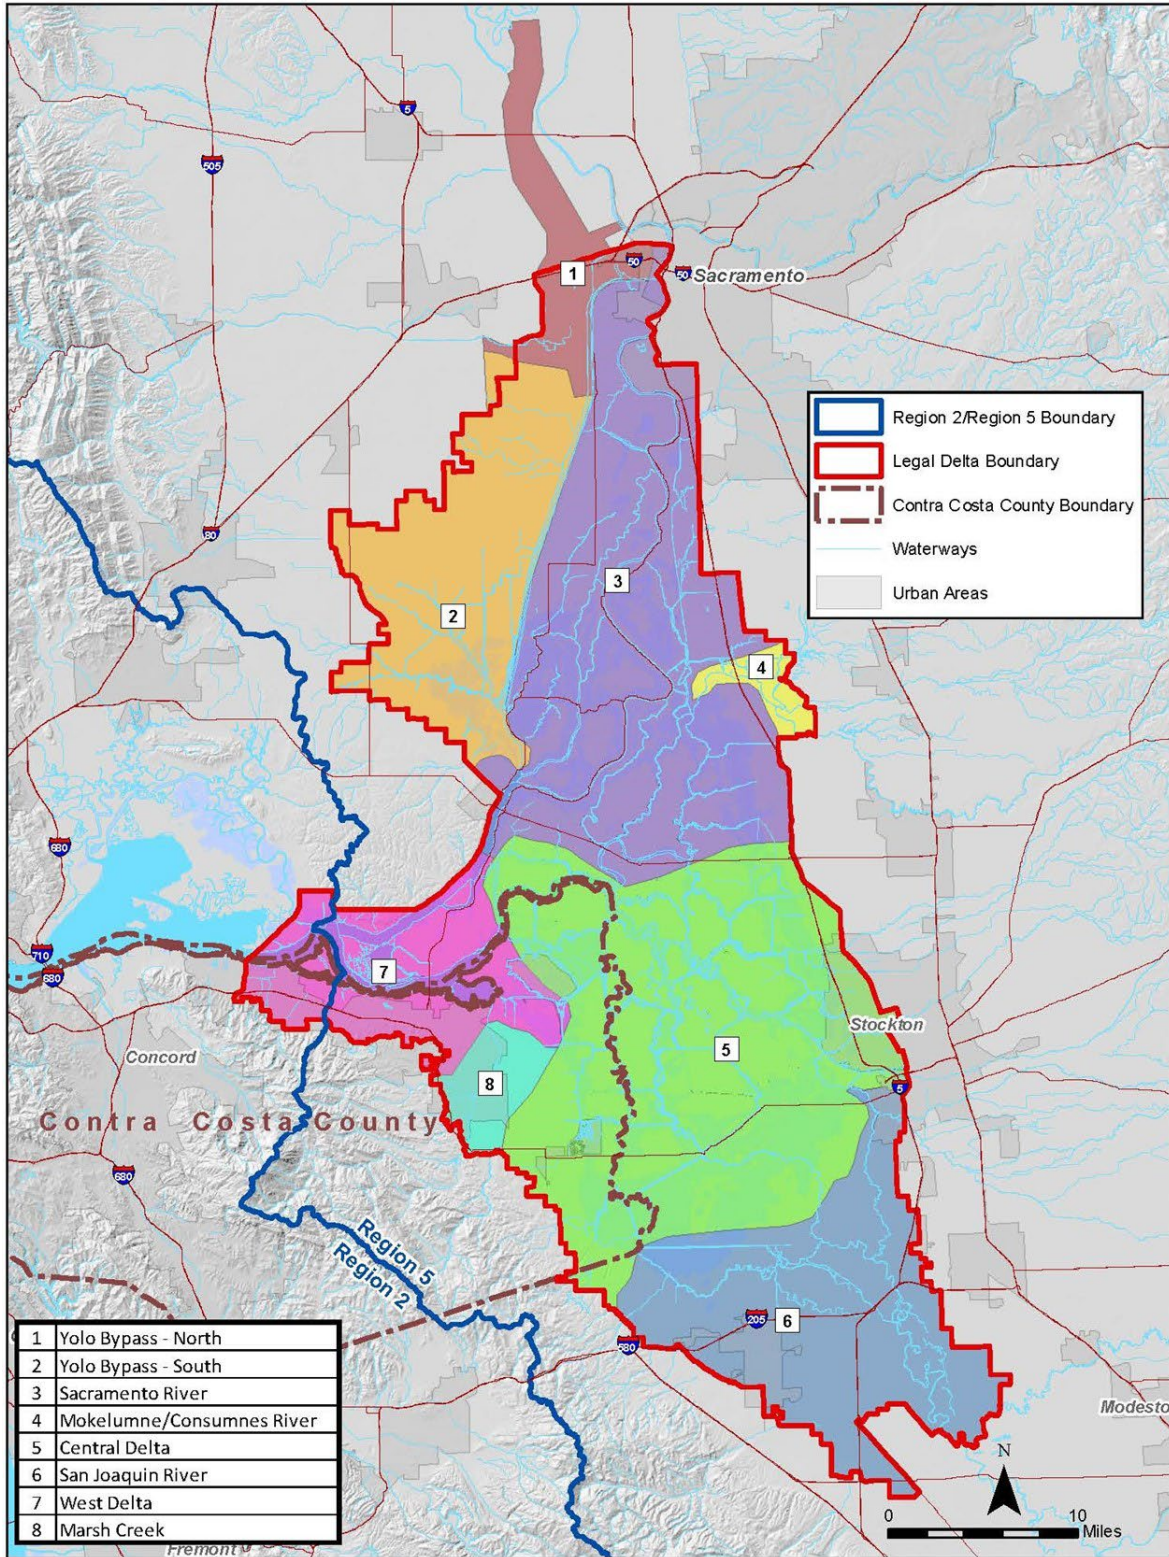 5
505
1
50
50
Sacramento
Region 2/Region 5 Boundary
Legal Delta Boundary
Contra Costa County Boundary
Waterways
Urban Areas
80
3
2
4
680
710
680
7
Stockton
5
5
Concord
8
Contra Costa County
680
Region 5
Region 2
205
6
580
Modesto
1 Yolo Bypass - North
2 Yolo Bypass - South
3 Sacramento River
4 Mokelumne/Consumnes River
5 Central Delta
6 San Joaquin River
7 West Delta
8 Marsh Creek
N
0 10
Miles
Fremont